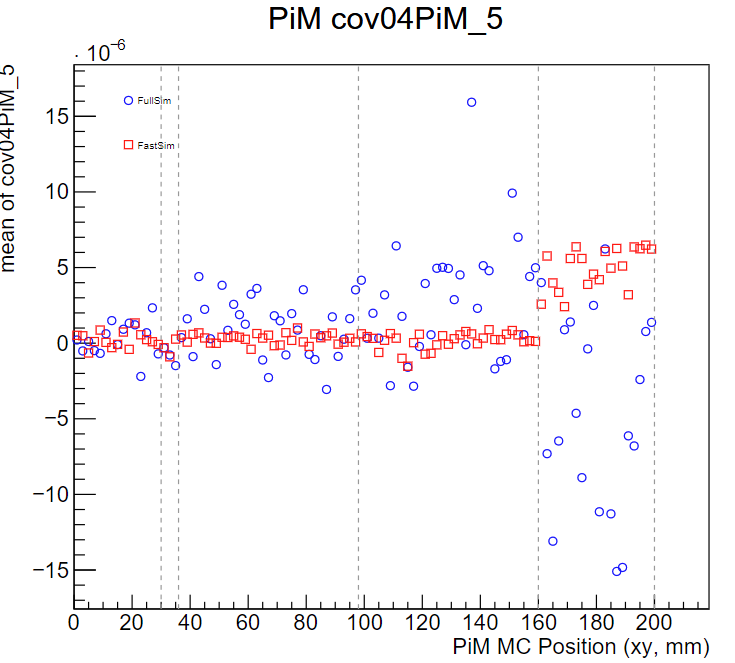 PiM cov04PiM_5
· 10−6
mean of cov04PiM_5
FullSim
FastSim
15
10
5
0
−5
−10
−15
0 20 40 60 80 100 120 140 160 180 200
PiM MC Position (xy, mm)